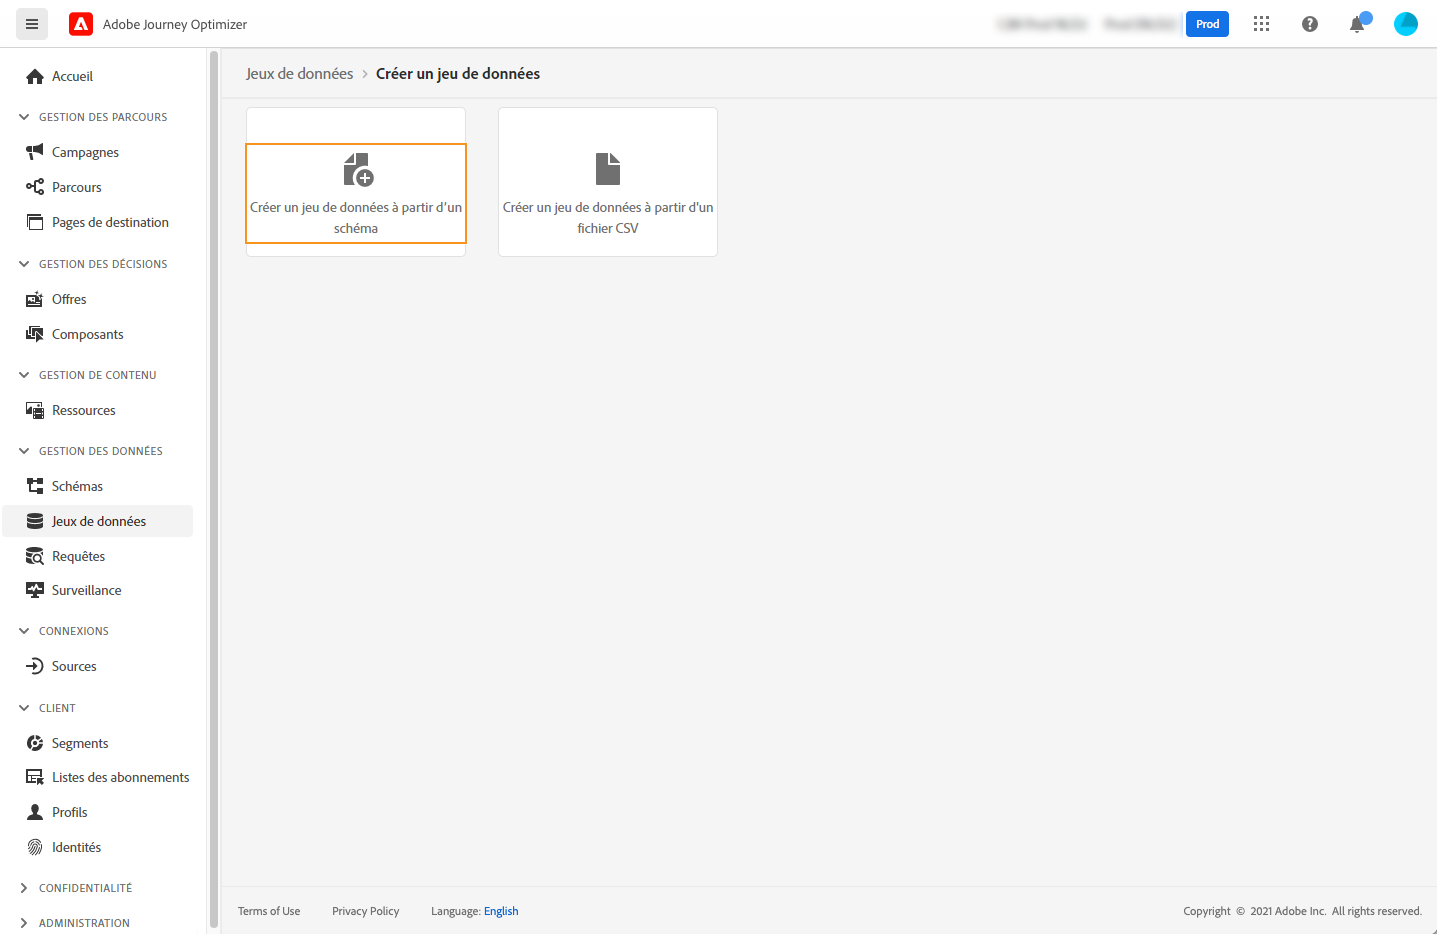 Adobe Journey Optimizer
Prod
Accueil
GESTION DES PARCOURS
Campagnes
Parcours
Pages de destination
GESTION DES DÉCISIONS
Offres
Composants
GESTION DE CONTENU
Ressources
GESTION DES DONNÉES
Schémas
Jeux de données
Requêtes
Surveillance
CONNEXIONS
Sources
CLIENT
Segments
Listes des abonnements
Profils
Identités
CONFIDENTIALITÉ
ADMINISTRATION
Jeux de données > Créer un jeu de données
Créer un jeu de données à partir d’un
schéma
Créer un jeu de données à partir d'un
fichier CSV
Terms of Use Privacy Policy Language: English
Copyright © 2021 Adobe Inc. All rights reserved.